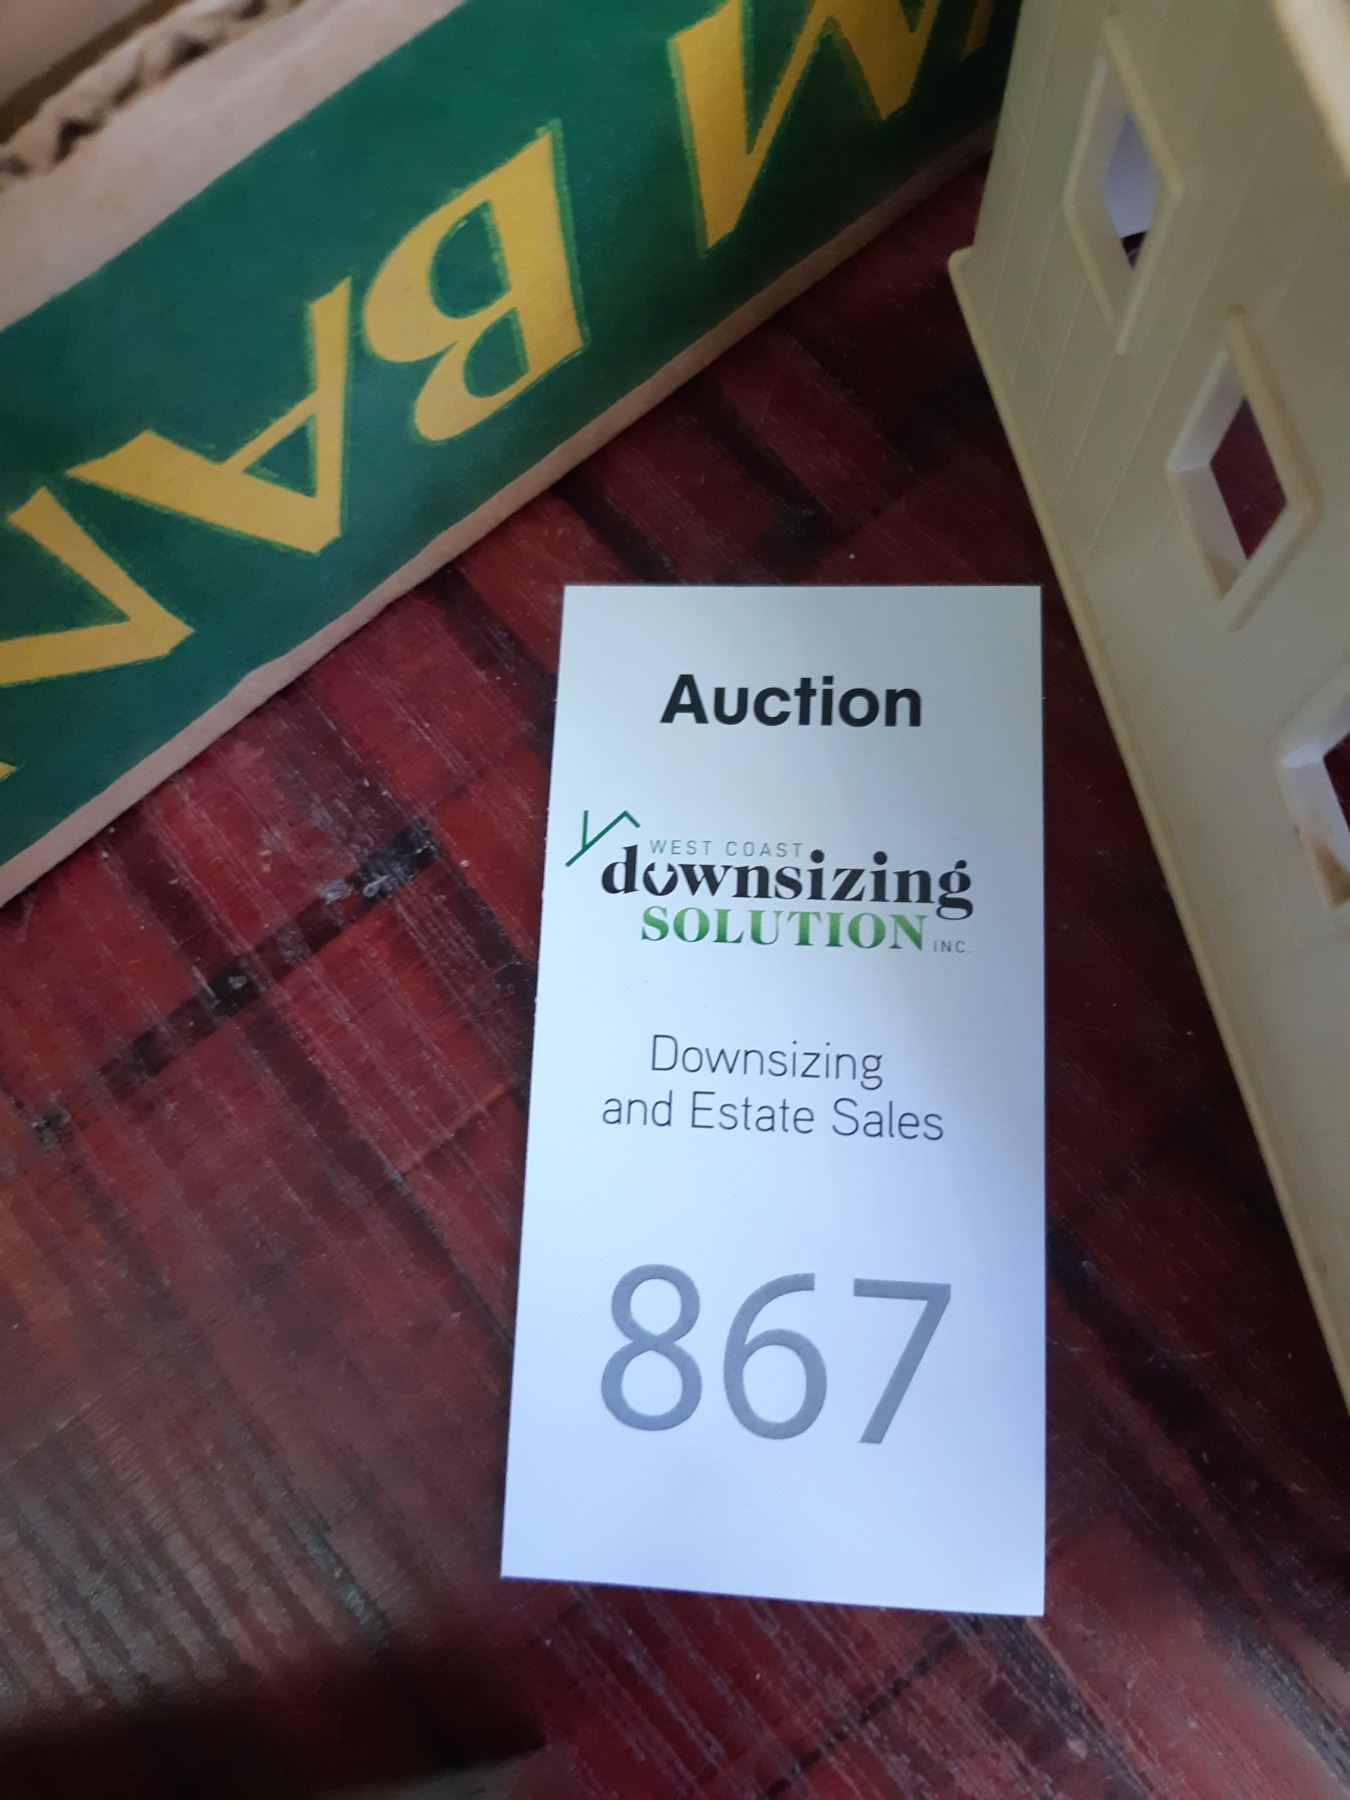 M BA
Auction
WEST COAST
downsizing
SOLUTION INC.
Downsizing
and Estate Sales
867